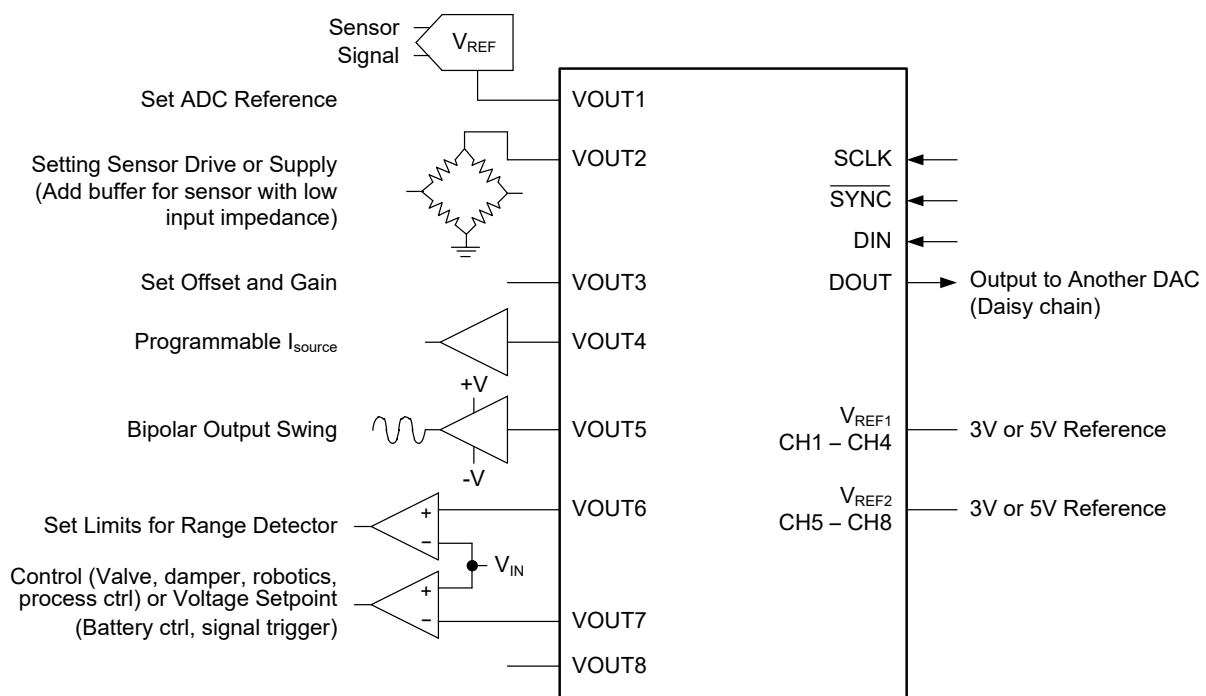 Sensor
Signal
VREF
Set ADC Reference
VOUT1
Setting Sensor Drive or Supply
(Add buffer for sensor with low
input impedance)
VOUT2
Set Offset and Gain
VOUT3
Programmable Isource
VOUT4
+V
Bipolar Output Swing
VOUT5
-V
Set Limits for Range Detector
+
−
VOUT6
VIN
Control (Valve, damper, robotics,
process ctrl) or Voltage Setpoint
(Battery ctrl, signal trigger)
+
−
VOUT7
VOUT8
SCLK
SYNC
DIN
DOUT
Output to Another DAC
(Daisy chain)
VREF1
CH1 – CH4
3V or 5V Reference
VREF2
CH5 – CH8
3V or 5V Reference